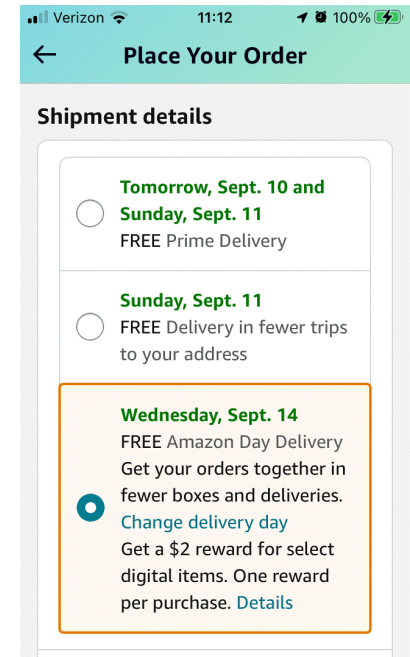 Verizon 11:12 100%
Place Your Order
Shipment details
Tomorrow, Sept. 10 and
Sunday, Sept. 11
FREE Prime Delivery
Sunday, Sept. 11
FREE Delivery in fewer trips
to your address
Wednesday, Sept. 14
FREE Amazon Day Delivery
Get your orders together in
fewer boxes and deliveries.
Change delivery day
Get a $2 reward for select
digital items. One reward
per purchase. Details